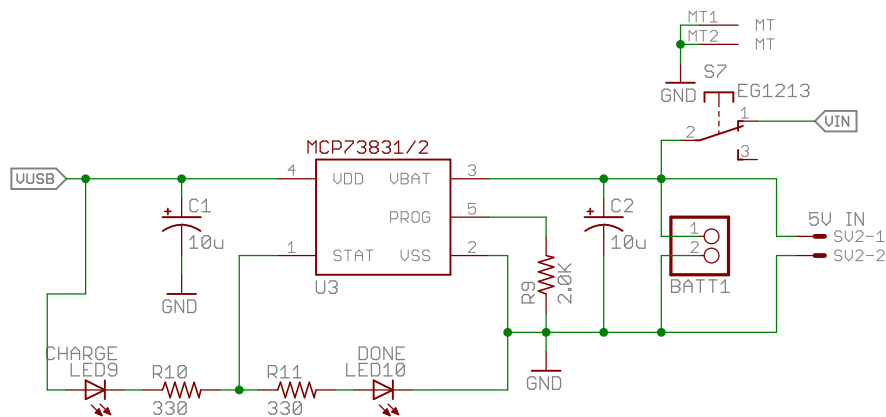 MT1 MT
MT2 MT
S7
GND EG1213
1
2 VIN
3
MCP73831/2
VUSB 4 VDD VBAT 3
C1 PROG 5 C2
10u 10u
5V IN
1 SV2-1
1 STAT VSS 2 2 SV2-2
U3 R9 2.0K BATT1
GND
CHARGE DONE
LED9 R10 R11 LED10
330 330
GND